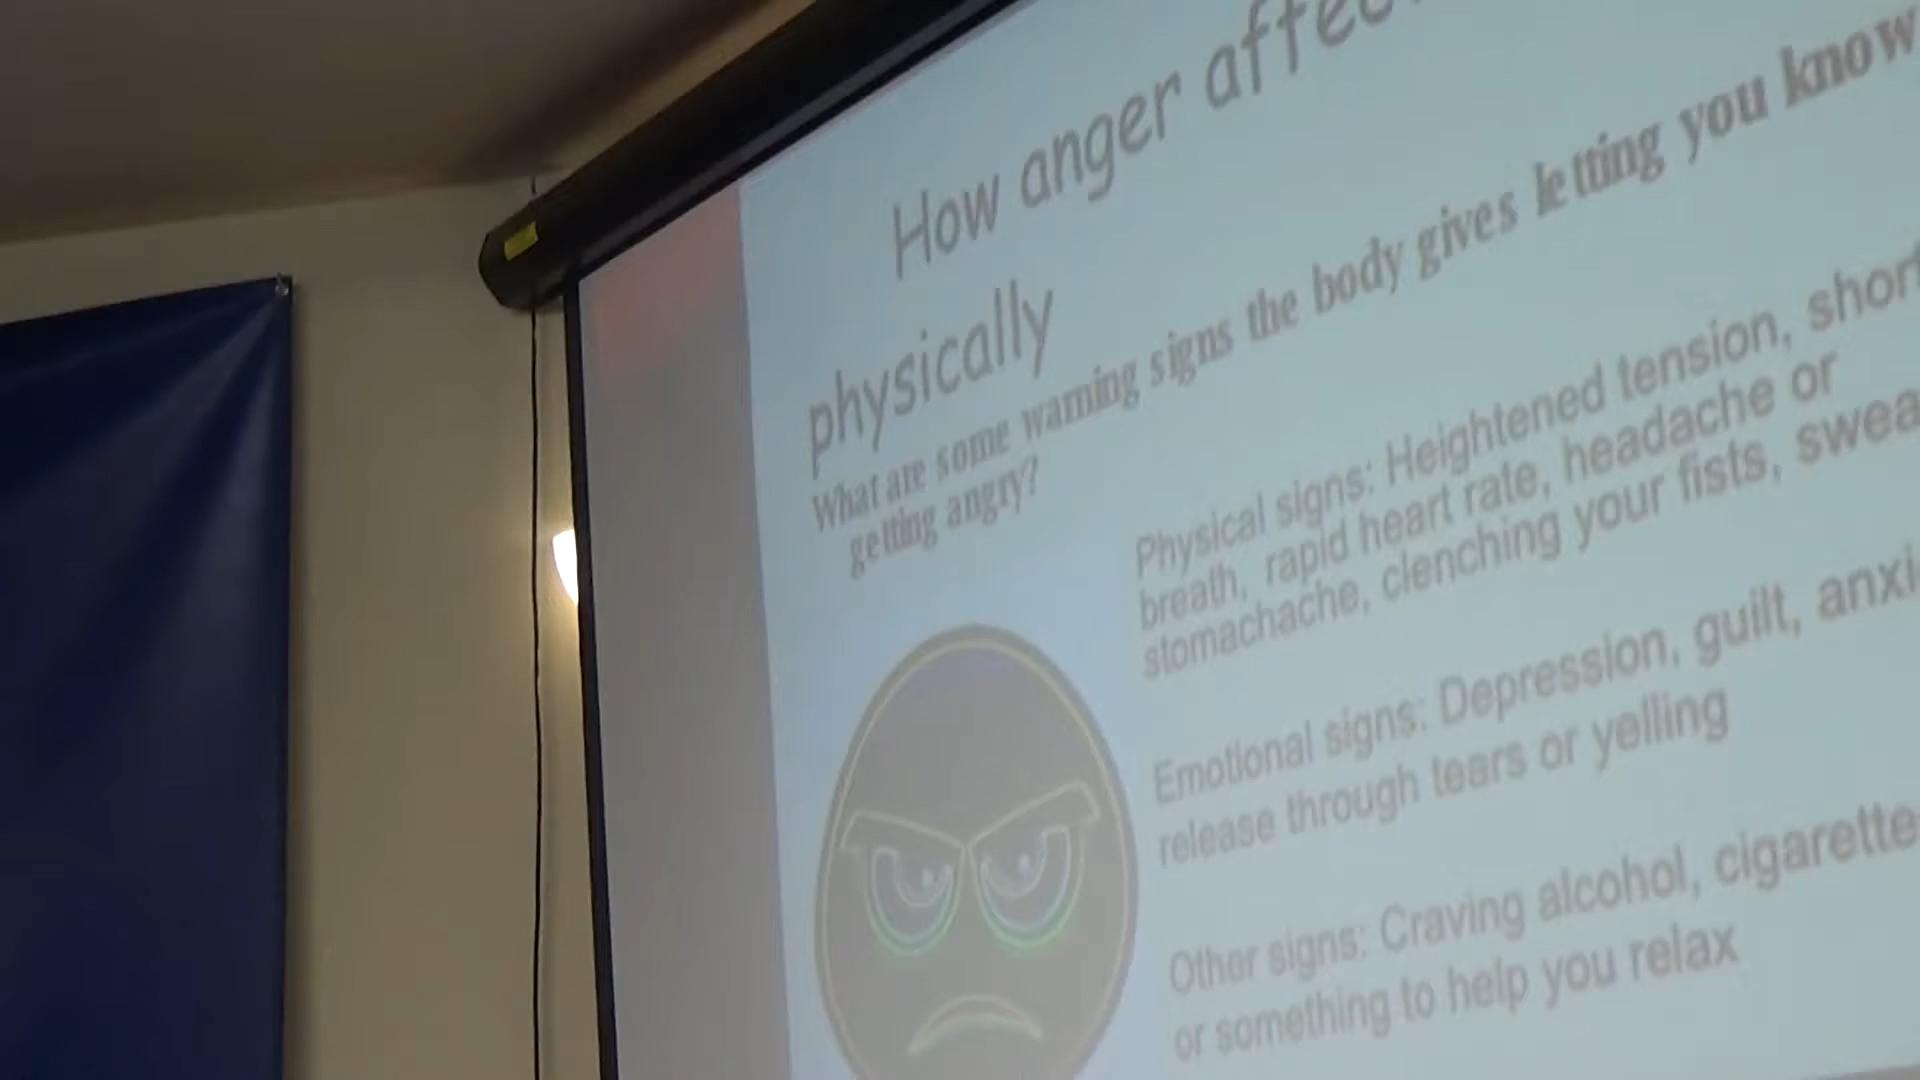 How anger affec
physically
What are some warning signs the body gives letting you know
getting angry?
Physical signs: Heightened tension, short
breath, rapid heart rate, headache or
stomachache, clenching your fists, swea
Emotional signs: Depression, guilt, anxi
release through tears or yelling
Other signs: Craving alcohol, cigarette
or something to help you relax